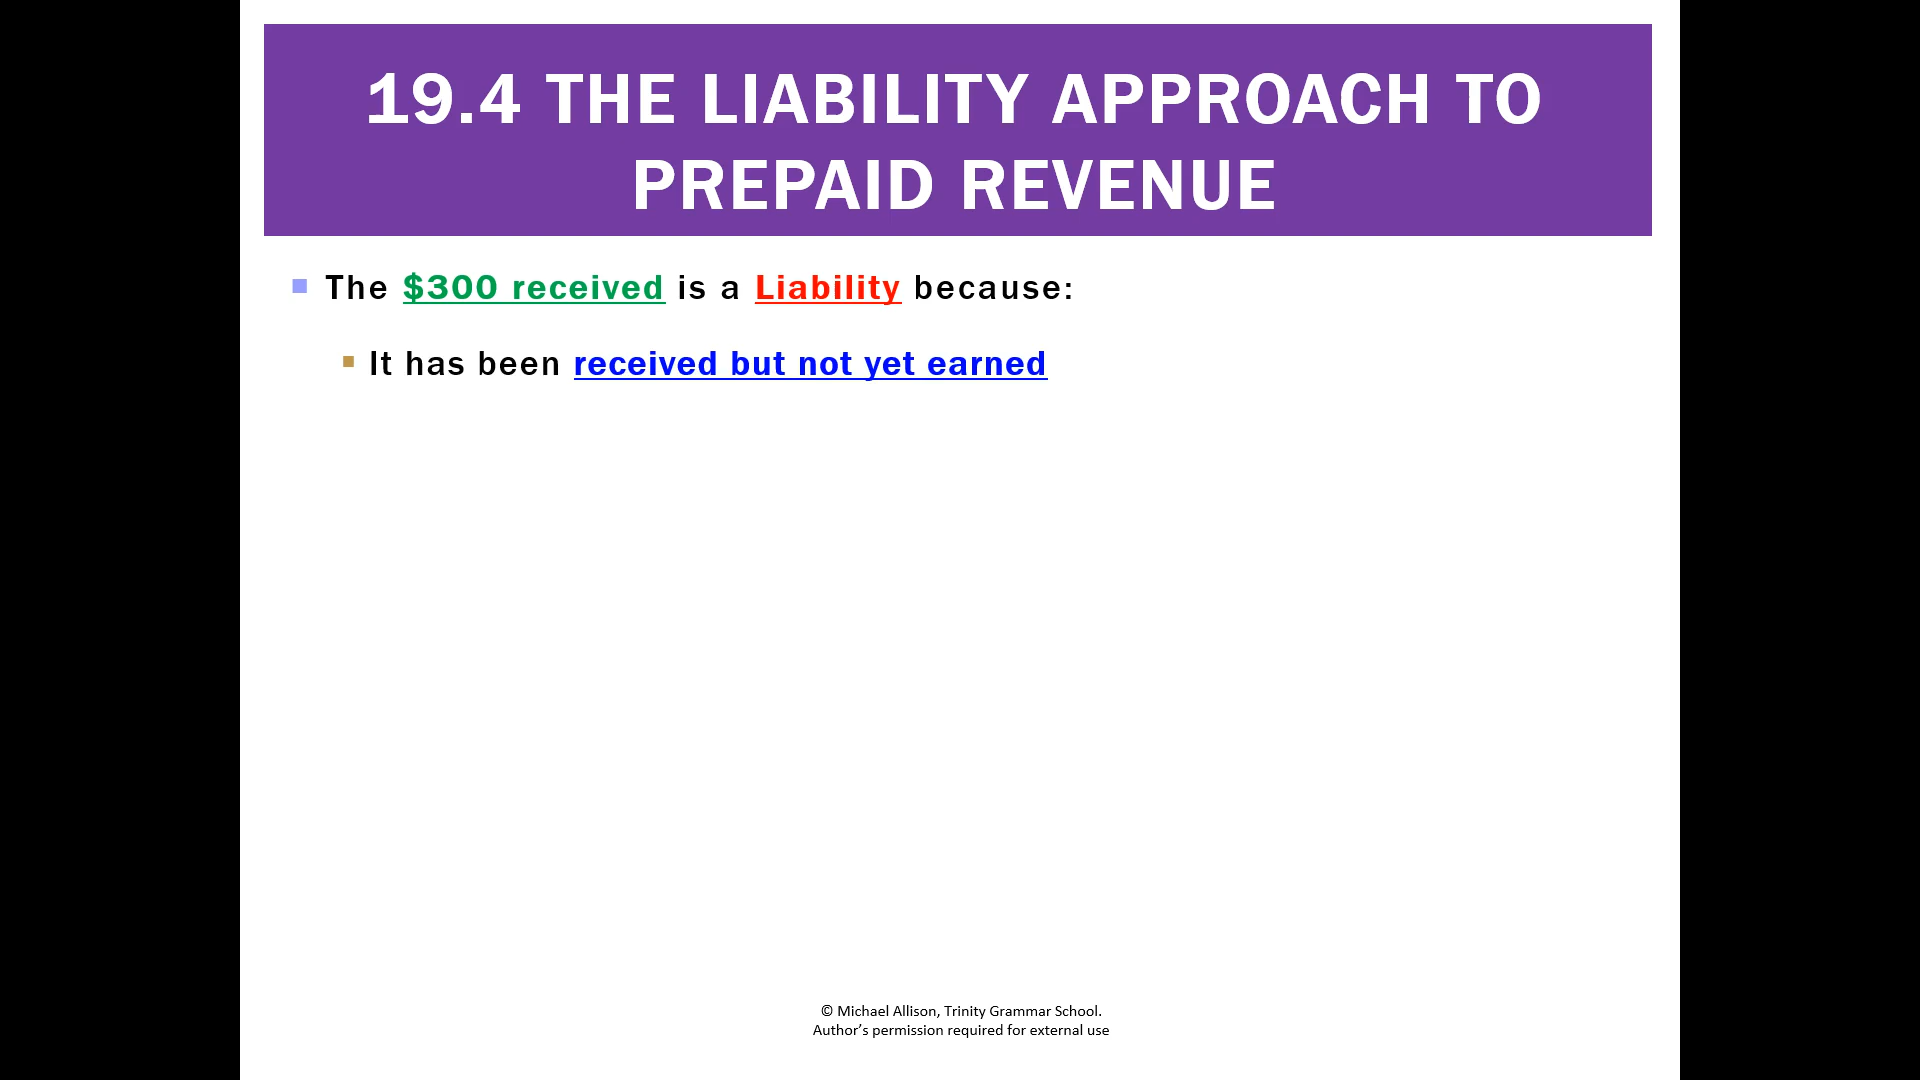 19.4 THE LIABILITY APPROACH TO
PREPAID REVENUE
The $300 received is a Liability because:
It has been received but not yet earned
© Michael Allison, Trinity Grammar School.
Author’s permission required for external use